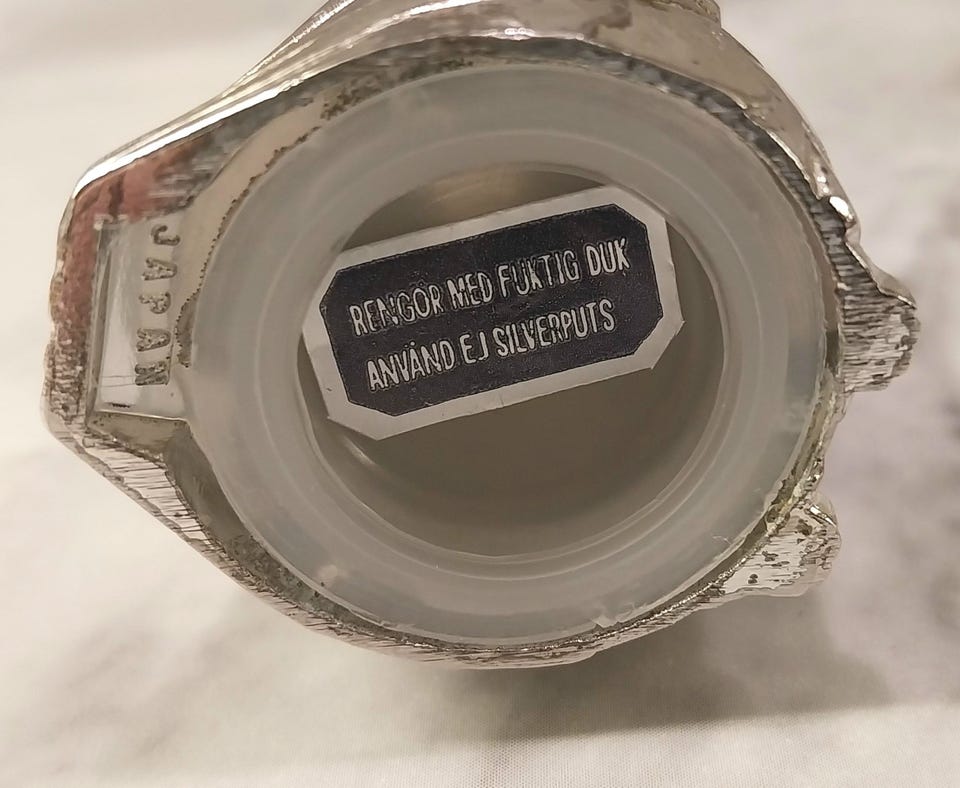 JAPAN
RENGÖR MED FUKTIG DUK
ANVÄND EJ SILVERPUTS